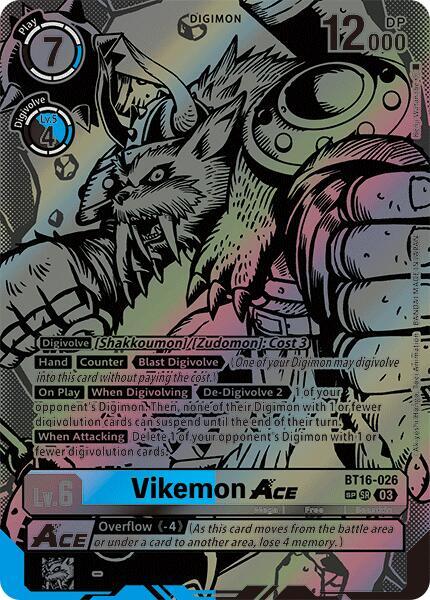 DIGIMON
Play
7
DP
12000
Digivolve
Lv.5
4
Digivolve [Shakkoumon]/[Zudomon]: Cost 3
Hand Counter Blast Digivolve (One of your Digimon may digivolve
into this card without paying the cost.)
On Play When Digivolving De-Digivolve 2 1 of your
opponent's Digimon. Then, none of their Digimon with 1 or fewer
digivolution cards can suspend until the end of their turn.
When Attacking Delete 1 of your opponent's Digimon with 1 or
fewer digivolution cards.
BT16-026
Lv.6
Vikemon ACE
SR
03
Mega Free
ACE
Overflow《-4》(As this card moves from the battle area
or under a card to another area, lose 4 memory.)